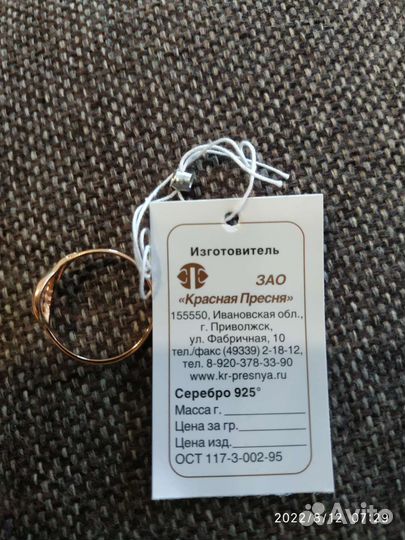 Изготовитель
ЗАО
«Красная Пресня»
155550, Ивановская обл.,
г. Приволжск,
ул. Фабричная, 10
тел./факс (49339) 2-18-12,
тел. 8-920-378-33-90
www.kr-presnya.ru
Серебро 925°
Масса г.
Цена за гр.
Цена изд.
ОСТ 117-3-002-95
Avito
2022/8/12 07:29